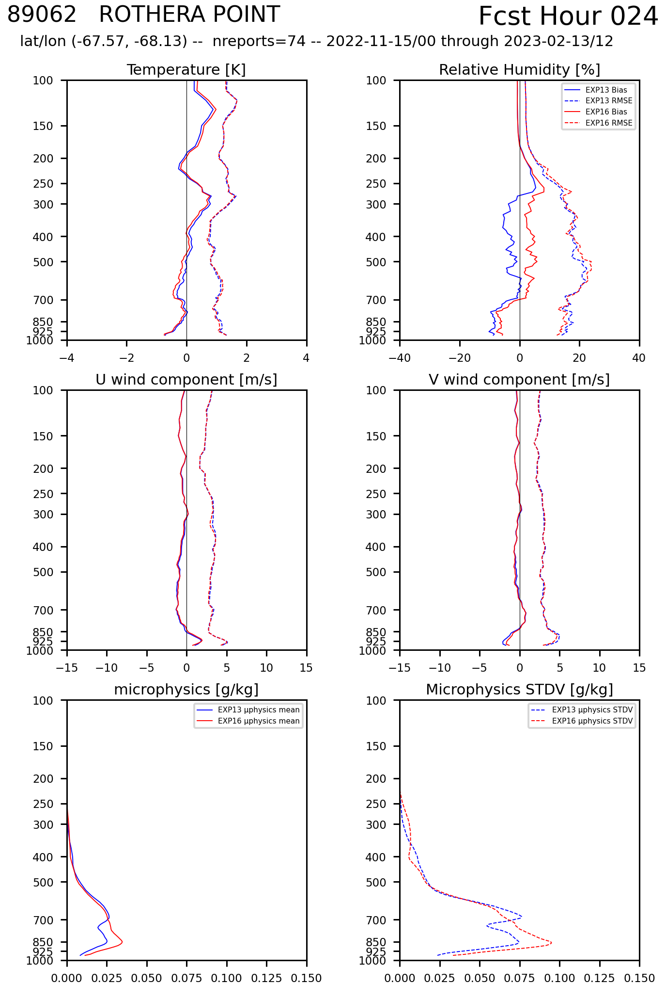 89062   ROTHERA POINT
Fcst Hour 024
lat/lon (-67.57, -68.13) --  nreports=74 -- 2022-11-15/00 through 2023-02-13/12
Temperature [K]
100
150
200
250
300
400
500
700
850
925
1000
−4 −2 0 2 4
Relative Humidity [%]
EXP13 Bias
EXP13 RMSE
EXP16 Bias
EXP16 RMSE
100
150
200
250
300
400
500
700
850
925
1000
−40 −20 0 20 40
U wind component [m/s]
100
150
200
250
300
400
500
700
850
925
1000
−15 −10 −5 0 5 10 15
V wind component [m/s]
100
150
200
250
300
400
500
700
850
925
1000
−15 −10 −5 0 5 10 15
microphysics [g/kg]
EXP13 μphysics mean
EXP16 μphysics mean
100
150
200
250
300
400
500
700
850
925
1000
0.000 0.025 0.050 0.075 0.100 0.125 0.150
Microphysics STDV [g/kg]
EXP13 μphysics STDV
EXP16 μphysics STDV
100
150
200
250
300
400
500
700
850
925
1000
0.000 0.025 0.050 0.075 0.100 0.125 0.150